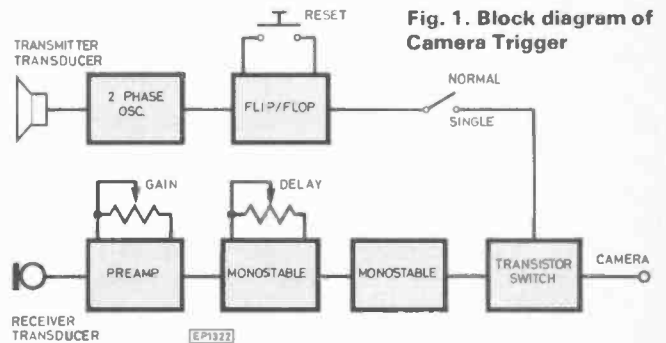 Fig. 1. Block diagram of
Camera Trigger
RESET
TRANSMITTER
TRANSDUCER
2 PHASE
OSC.
FLIP/FLOP
NORMAL
SINGLE
GAIN
DELAY
PREAMP
MONOSTABLE
MONOSTABLE
TRANSISTOR
SWITCH
CAMERA
RECEIVER
TRANSDUCER
EP1322